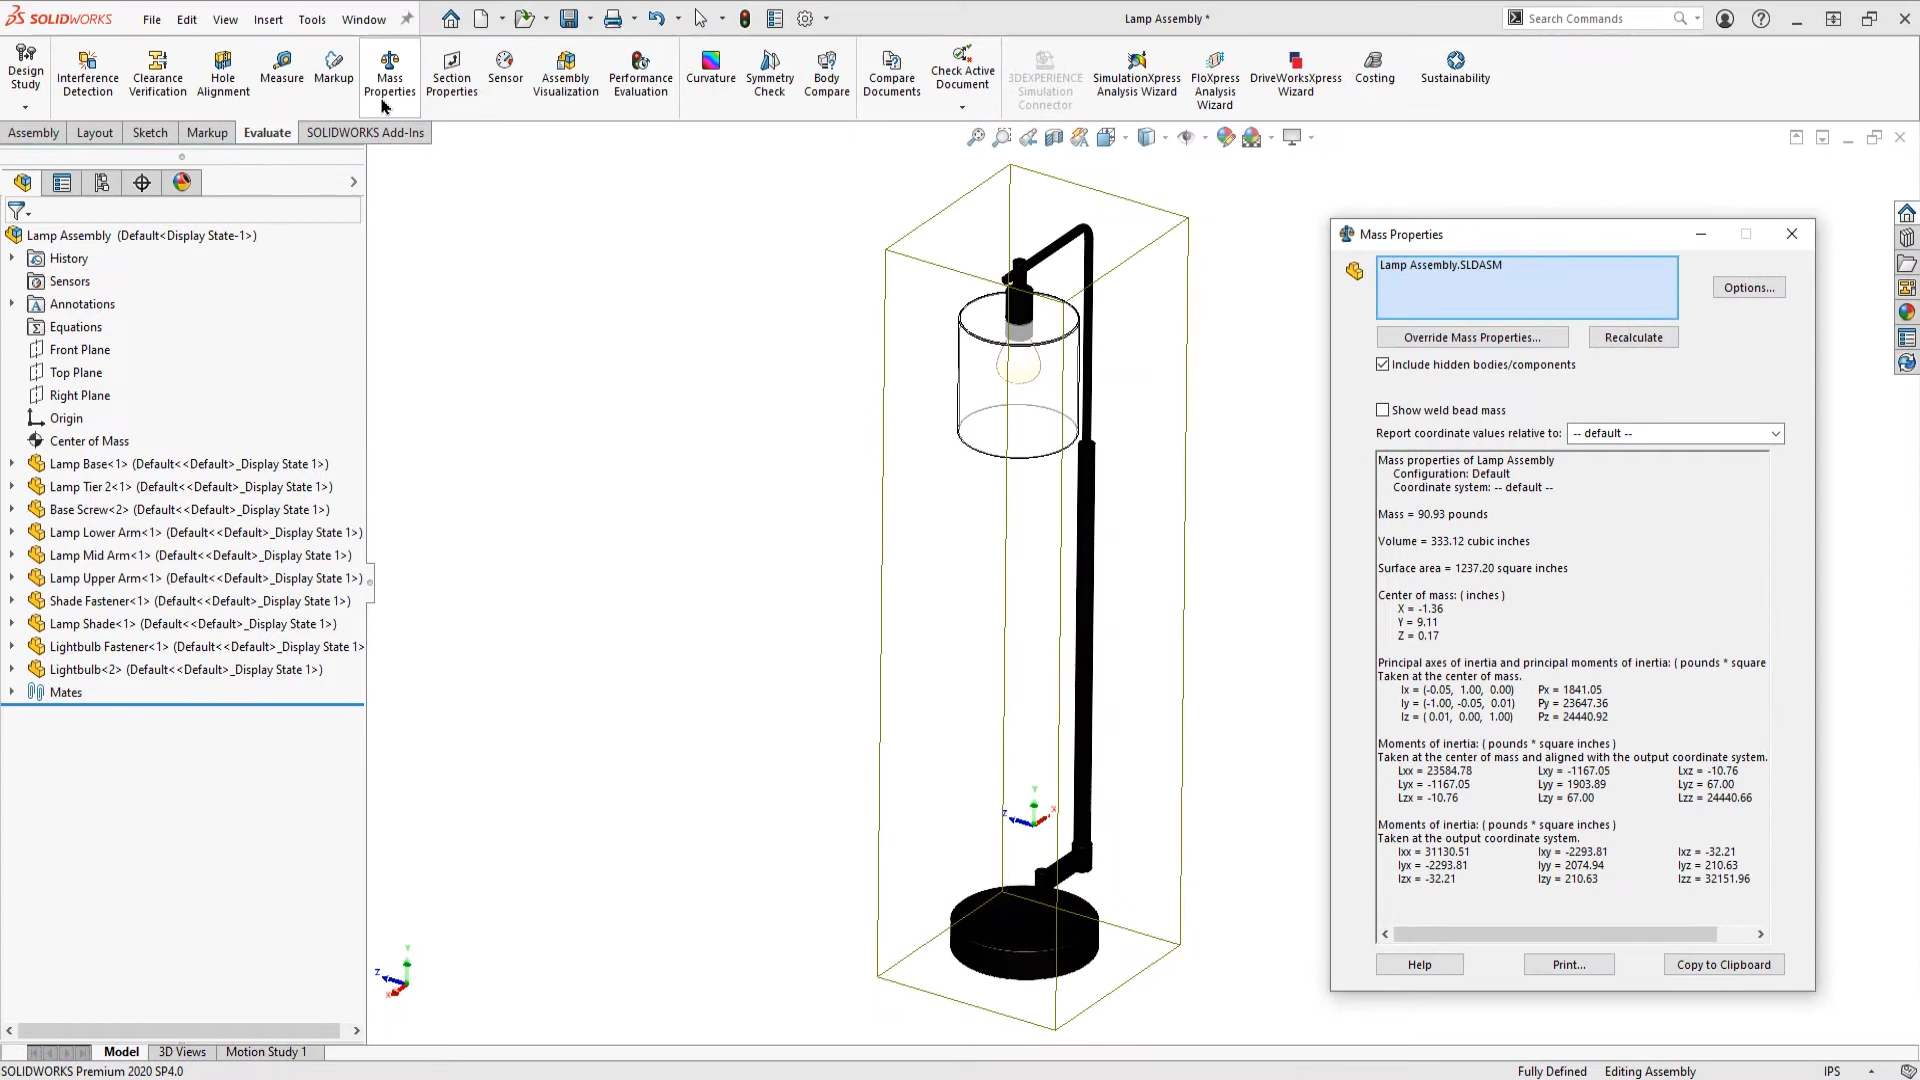 SOLIDWORKS
File Edit View Insert Tools Window
Lamp Assembly *
Search Commands
Design Study
Interference Detection
Clearance Verification
Hole Alignment
Measure
Markup
Mass Properties
Section Properties
Sensor
Assembly Visualization
Performance Evaluation
Curvature
Symmetry Check
Body Compare
Compare Documents
Check Active Document
3DEXPERIENCE Simulation Connector
SimulationXpress Analysis Wizard
FloXpress Analysis Wizard
DriveWorksXpress Wizard
Costing
Sustainability
Assembly Layout Sketch Markup Evaluate SOLIDWORKS Add-Ins
Lamp Assembly (Default<Display State-1>)
History
Sensors
Annotations
Equations
Front Plane
Top Plane
Right Plane
Origin
Center of Mass
Lamp Base<1> (Default<<Default>_Display State 1>)
Lamp Tier 2<1> (Default<<Default>_Display State 1>)
Base Screw<2> (Default<<Default>_Display State 1>)
Lamp Lower Arm<1> (Default<<Default>_Display State 1>)
Lamp Mid Arm<1> (Default<<Default>_Display State 1>)
Lamp Upper Arm<1> (Default<<Default>_Display State 1>)
Shade Fastener<1> (Default<<Default>_Display State 1>)
Lamp Shade<1> (Default<<Default>_Display State 1>)
Lightbulb Fastener<1> (Default<<Default>_Display State 1>
Lightbulb<2> (Default<<Default>_Display State 1>)
Mates
Y
Z
X
Y
Z
X
Mass Properties
Lamp Assembly.SLDASM
Options...
Override Mass Properties... Recalculate
Include hidden bodies/components
Show weld bead mass
Report coordinate values relative to: -- default --
Mass properties of Lamp Assembly
Configuration: Default
Coordinate system: -- default --
Mass = 90.93 pounds
Volume = 333.12 cubic inches
Surface area = 1237.20 square inches
Center of mass: ( inches )
X = -1.36
Y = 9.11
Z = 0.17
Principal axes of inertia and principal moments of inertia: ( pounds * square
Taken at the center of mass.
Ix = (-0.05, 1.00, 0.00) Px = 1841.05
Iy = (-1.00, -0.05, 0.01) Py = 23647.36
Iz = ( 0.01, 0.00, 1.00) Pz = 24440.92
Moments of inertia: ( pounds * square inches )
Taken at the center of mass and aligned with the output coordinate system.
Lxx = 23584.78 Lxy = -1167.05 Lxz = -10.76
Lyx = -1167.05 Lyy = 1903.89 Lyz = 67.00
Lzx = -10.76 Lzy = 67.00 Lzz = 24440.66
Moments of inertia: ( pounds * square inches )
Taken at the output coordinate system.
Ixx = 31130.51 Ixy = -2293.81 Ixz = -32.21
Iyx = -2293.81 Iyy = 2074.94 Iyz = 210.63
Izx = -32.21 Izy = 210.63 Izz = 32151.96
Help Print... Copy to Clipboard
Model 3D Views Motion Study 1
SOLIDWORKS Premium 2020 SP4.0 Fully Defined Editing Assembly IPS